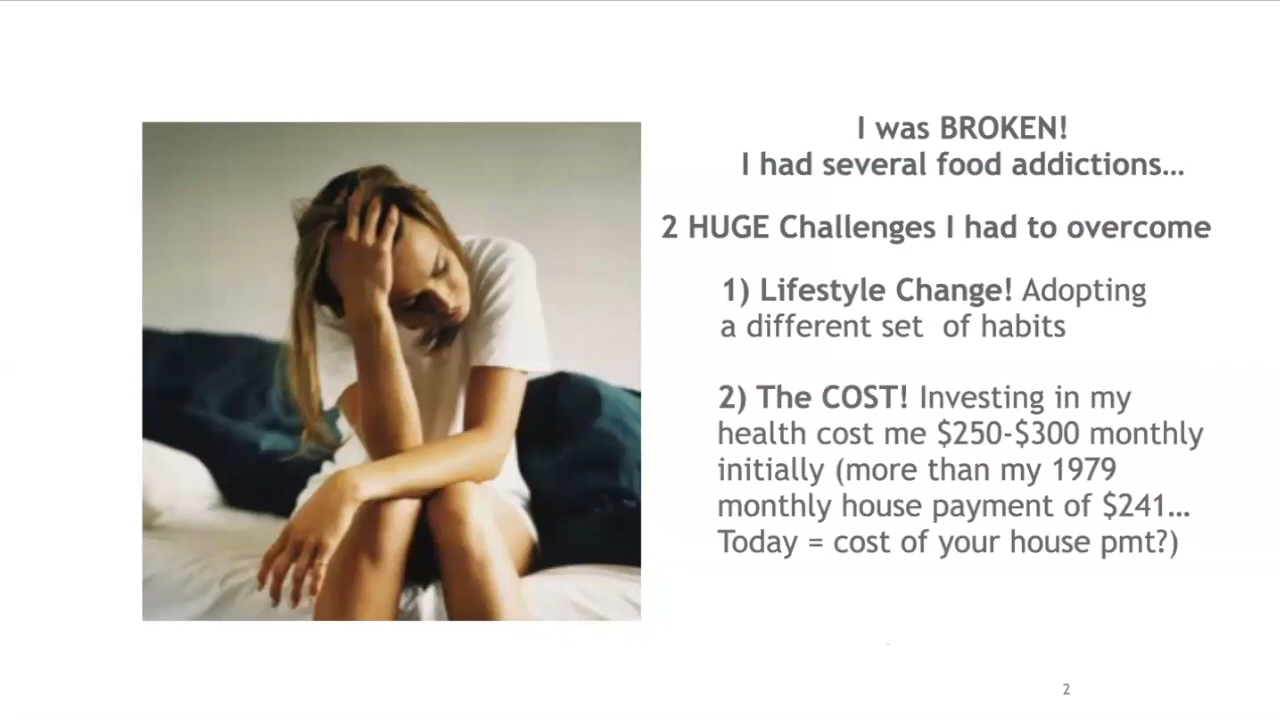 I was BROKEN!
I had several food addictions...
2 HUGE Challenges I had to overcome
1) Lifestyle Change! Adopting
a different set  of habits
2) The COST! Investing in my
health cost me $250-$300 monthly
initially (more than my 1979
monthly house payment of $241...
Today = cost of your house pmt?)
2